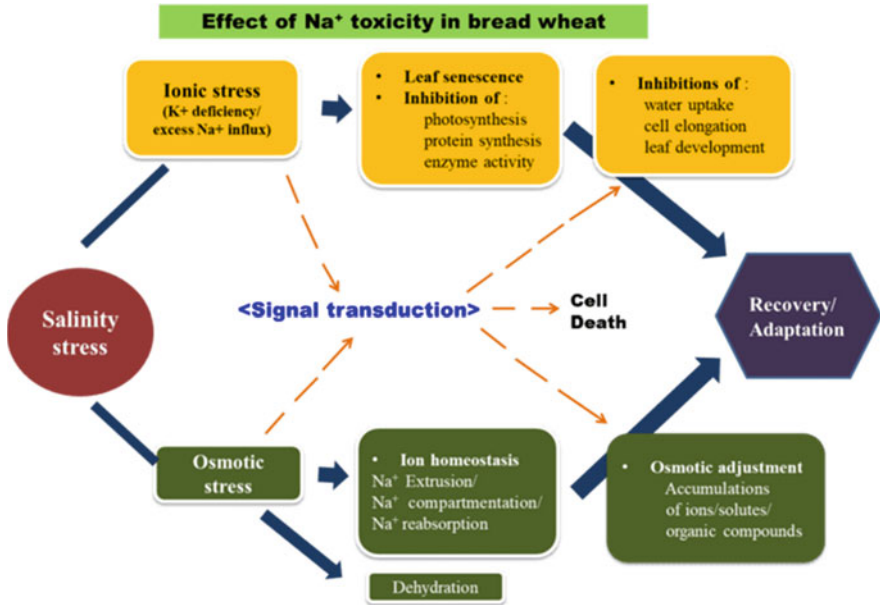 Effect of Na⁺ toxicity in bread wheat
Ionic stress
(K+ deficiency/
excess Na+ influx)
• Leaf senescence
• Inhibition of :
photosynthesis
protein synthesis
enzyme activity
• Inhibitions of :
water uptake
cell elongation
leaf development
Salinity
stress
<Signal transduction>
Cell
Death
Recovery/
Adaptation
Osmotic
stress
• Ion homeostasis
Na⁺ Extrusion/
Na⁺ compartmentation/
Na⁺ reabsorption
• Osmotic adjustment
Accumulations
of ions/solutes/
organic compounds
Dehydration